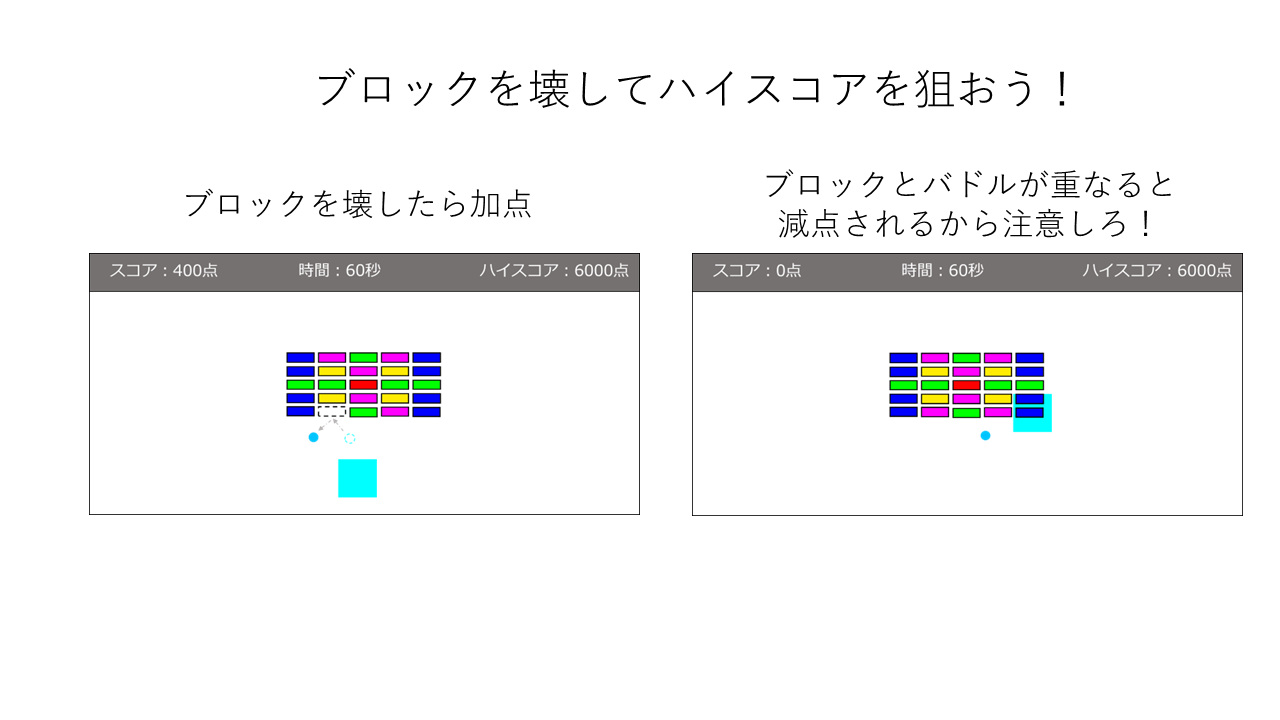 ブロックを壊してハイスコアを狙おう！
ブロックを壊したら加点
スコア：400点 時間：60秒 ハイスコア：6000点
ブロックとバドルが重なると
減点されるから注意しろ！
スコア：0点 時間：60秒 ハイスコア：6000点